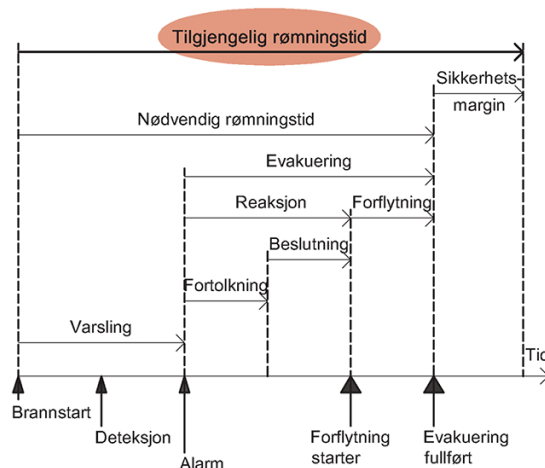 Tilgjengelig rømningstid
Sikkerhets-
margin
Nødvendig rømningstid
Evakuering
Reaksjon
Forflytning
Beslutning
Fortolkning
Varsling
Tid
Brannstart
Deteksjon
Alarm
Forflytning
starter
Evakuering
fullført